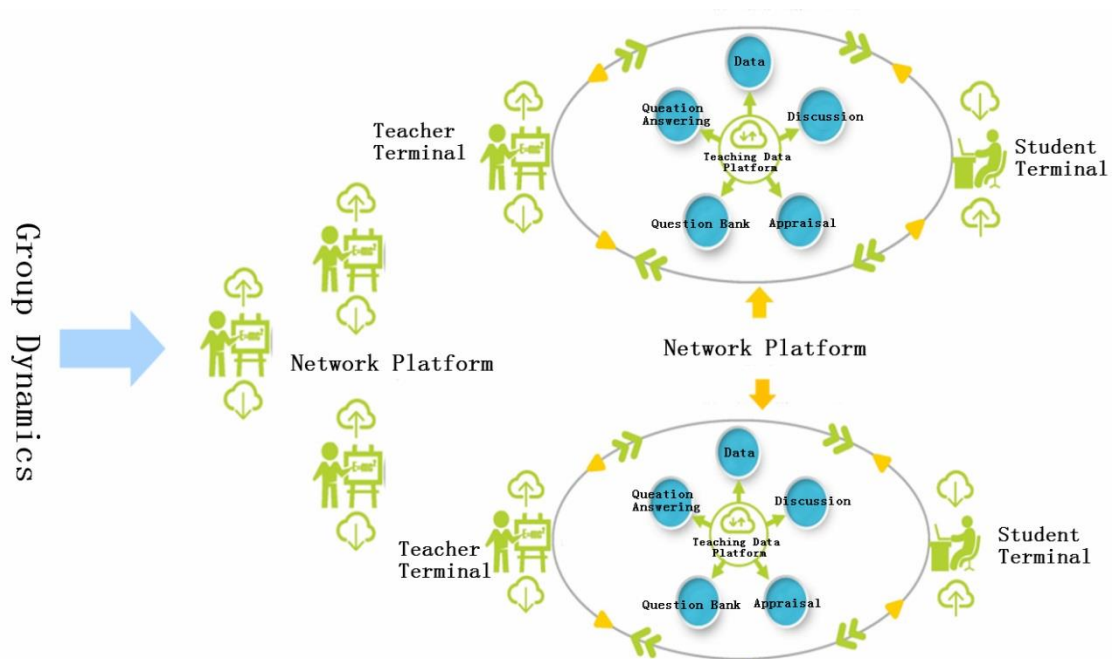 Group Dynamics
Network Platform
Teacher
Terminal
Data
Queation
Answering
Discussion
Teaching Data
Platform
Question Bank
Appraisal
Student
Terminal
Network Platform
Teacher
Terminal
Data
Queation
Answering
Discussion
Teaching Data
Platform
Question Bank
Appraisal
Student
Terminal